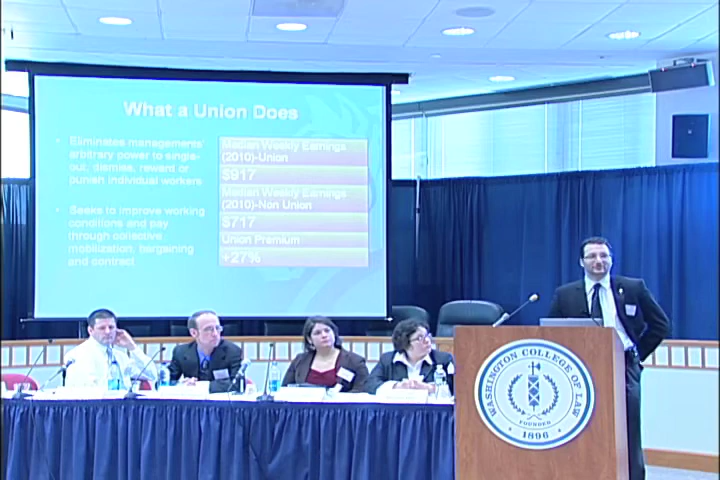 What a Union Does
Eliminates managements'
arbitrary power to single-
out, dismiss, reward or
punish individual workers
Seeks to improve working
conditions and pay
through collective
mobilization, bargaining
and contract
Median Weekly Earnings
(2010)-Union
$917
Median Weekly Earnings
(2010)-Non Union
$717
Union Premium
+27%
WASHINGTON COLLEGE OF LAW
FOUNDED
1896